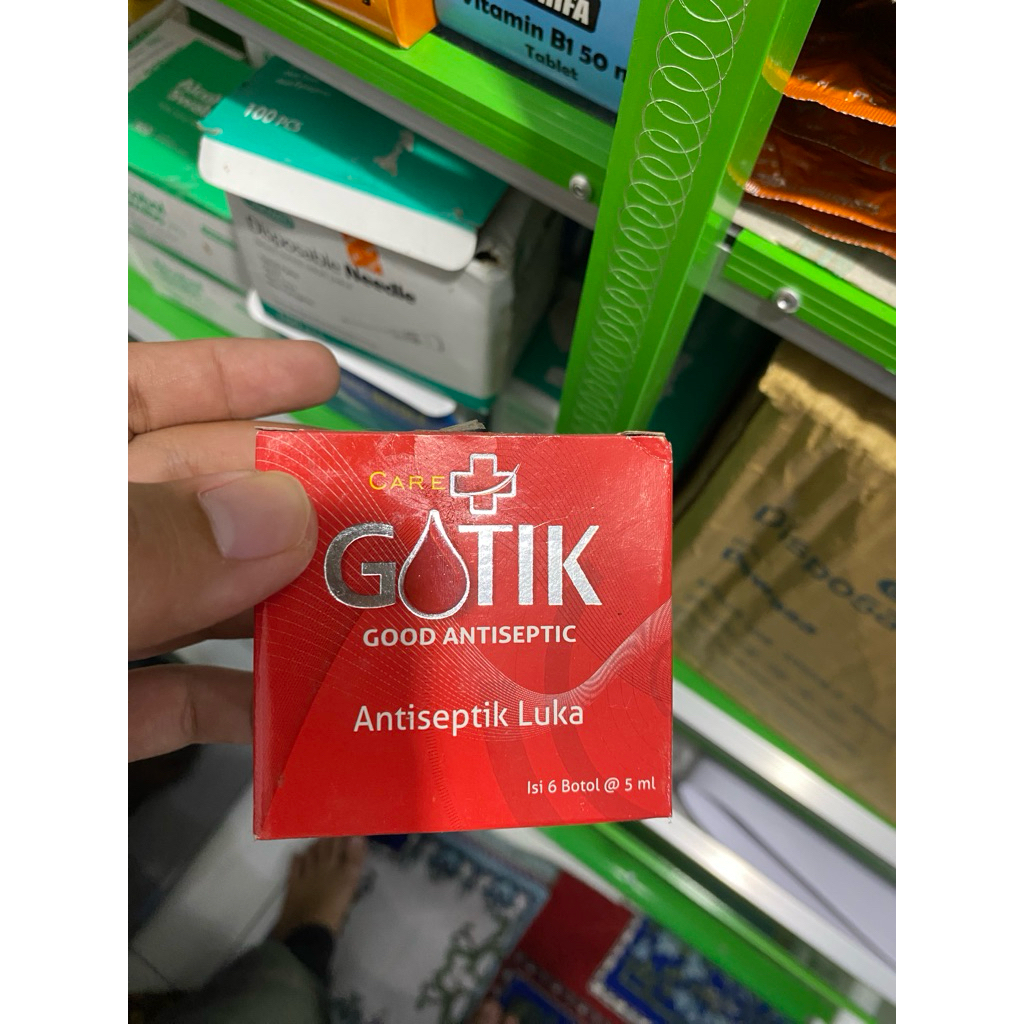 Vitamin B1 50
Tablet
100 PCS
Disposable Needle
CARE
GOTIK
GOOD ANTISEPTIC
Antiseptik Luka
Isi 6 Botol @ 5 ml